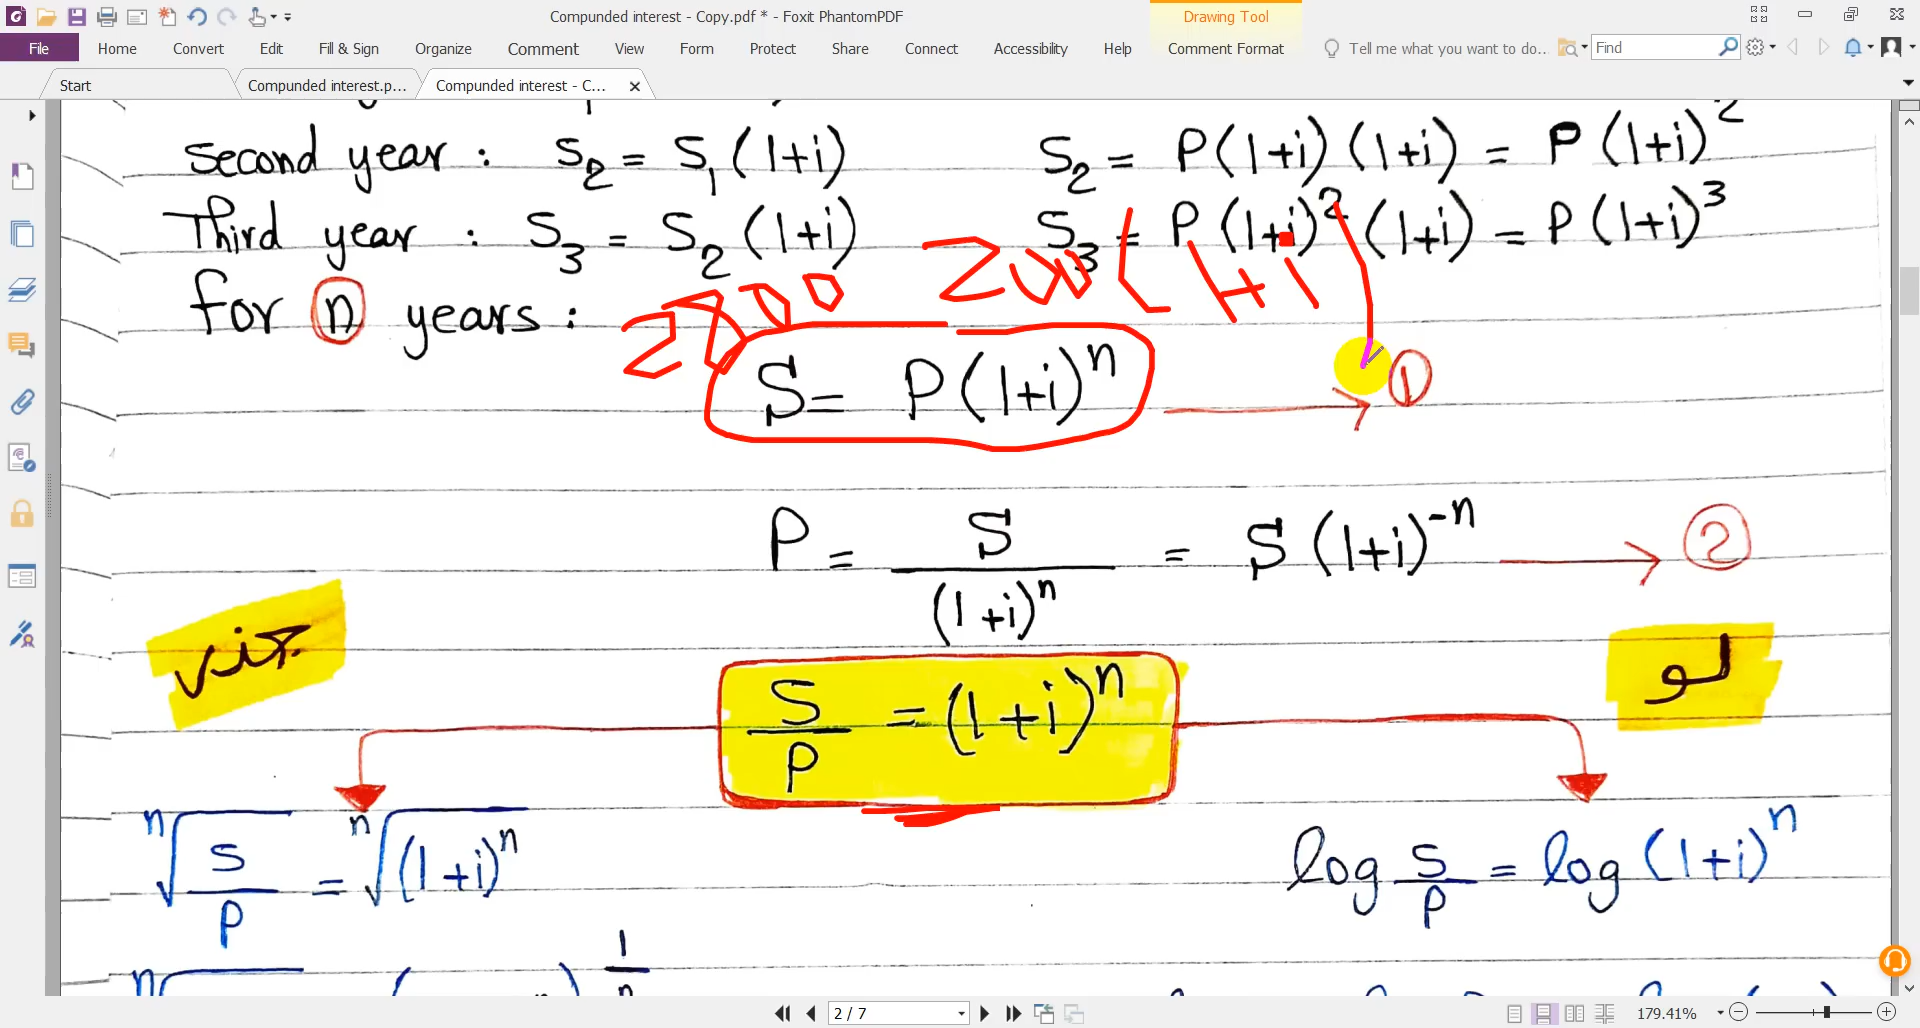 Compunded interest - Copy.pdf * - Foxit PhantomPDF
Drawing Tool
File Home Convert Edit Fill & Sign Organize Comment View Form Protect Share Connect Accessibility Help Comment Format Tell me what you want to do... Find
Start Compunded interest.p... Compunded interest - C...
second year : S₂ = S₁ (1+i) S₂ = P(1+i) (1+i) = P (1+i)²
Third year : S₃ = S₂ (1+i) S₃ = P (1+i)² (1+i) = P (1+i)³
for n years :
S = P (1+i)ⁿ 1
P = S / (1+i)ⁿ = S (1+i)⁻ⁿ 2
جذر لو
S/P = (1+i)ⁿ
ⁿ√(S/P) = ⁿ√((1+i)ⁿ) log S/P = log (1+i)ⁿ
2 / 7 179.41%